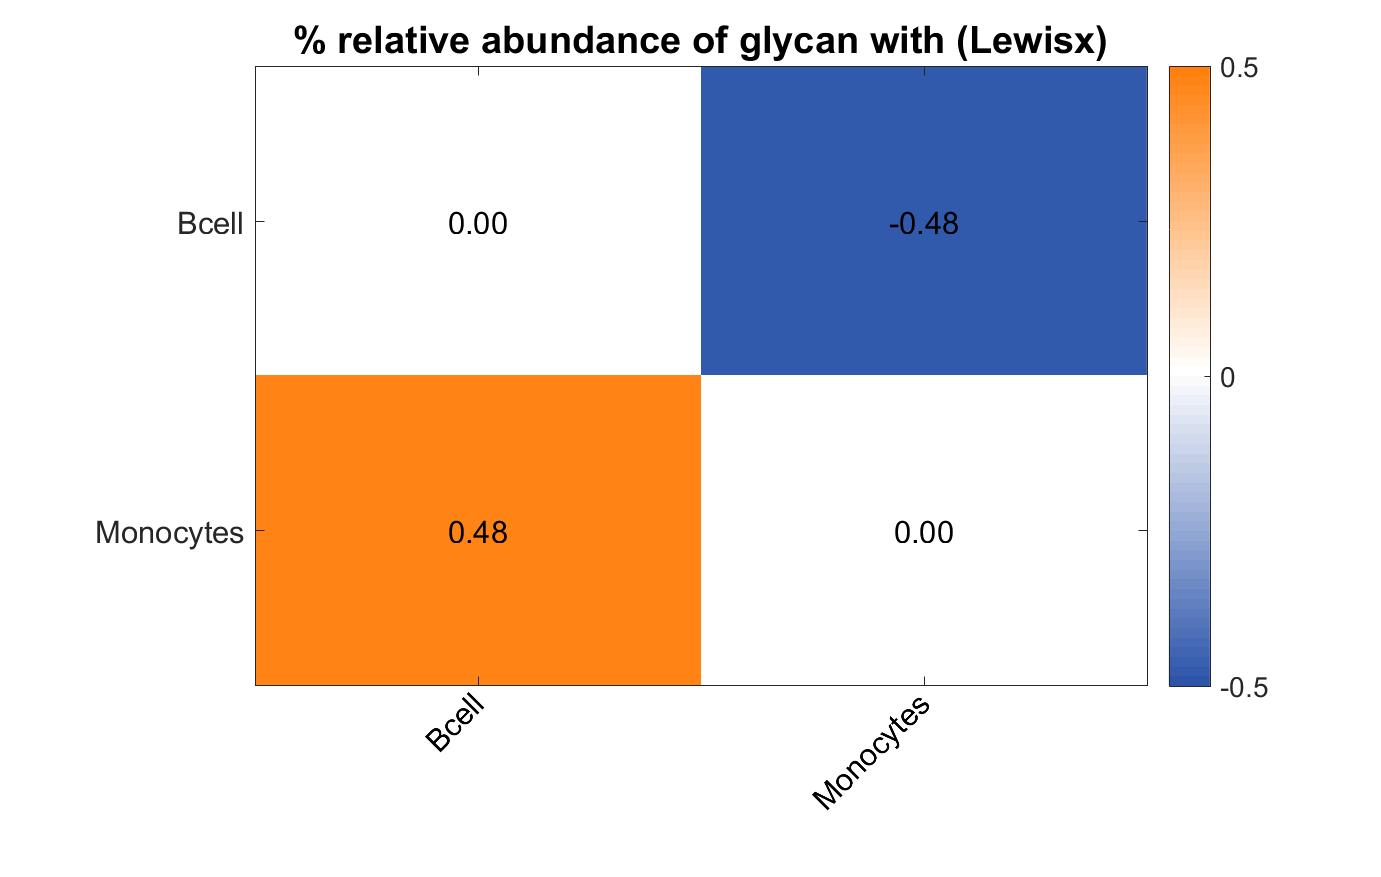 % relative abundance of glycan with (Lewisx)
0.5
Bcell
0.00
-0.48
0
Monocytes
0.48
0.00
-0.5
Bcell
Monocytes